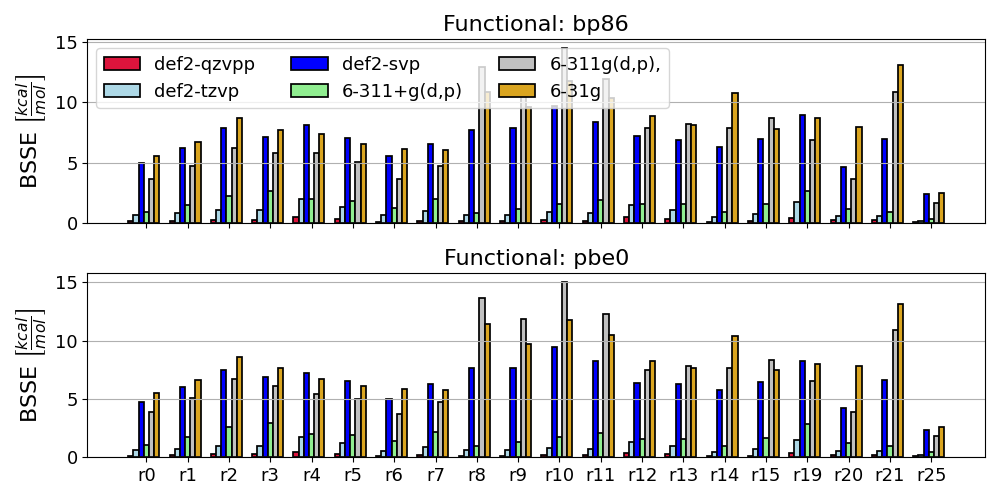 Functional: bp86
BSSE [kcal/mol]
15
10
5
0
def2-qzvpp def2-svp 6-311g(d,p),
def2-tzvp 6-311+g(d,p) 6-31g
Functional: pbe0
BSSE [kcal/mol]
15
10
5
0
r0 r1 r2 r3 r4 r5 r6 r7 r8 r9 r10 r11 r12 r13 r14 r15 r19 r20 r21 r25